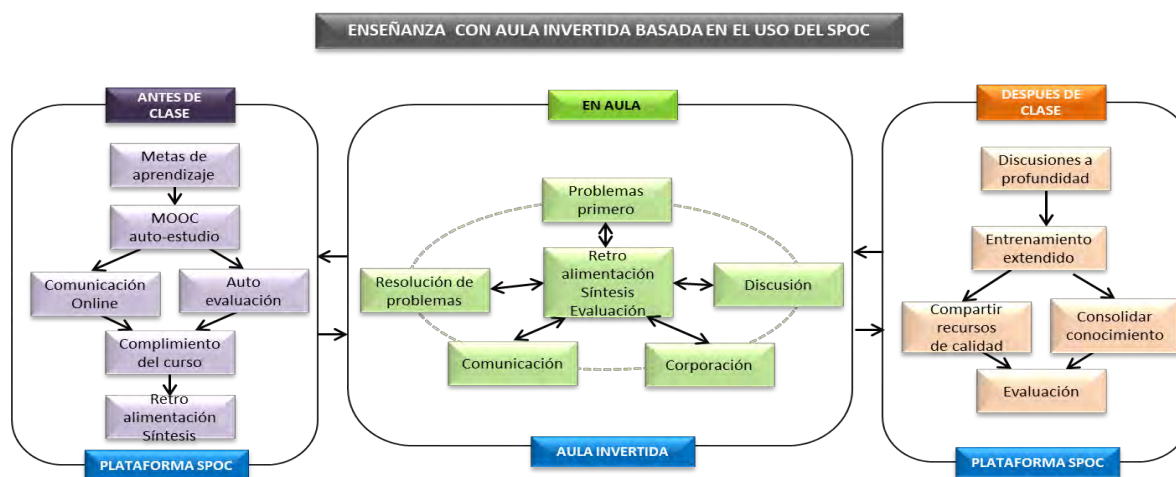 ENSEÑANZA CON AULA INVERTIDA BASADA EN EL USO DEL SPOC
ANTES DE
CLASE
Metas de
aprendizaje
MOOC
auto-estudio
Comunicación
Online
Auto
evaluación
Complimiento
del curso
Retro
alimentación
Síntesis
PLATAFORMA SPOC
EN AULA
Problemas
primero
Resolución de
problemas
Retro
alimentación
Síntesis
Evaluación
Discusión
Comunicación
Corporación
AULA INVERTIDA
DESPUES DE
CLASE
Discusiones a
profundidad
Entrenamiento
extendido
Compartir
recursos
de calidad
Consolidar
conocimiento
Evaluación
PLATAFORMA SPOC